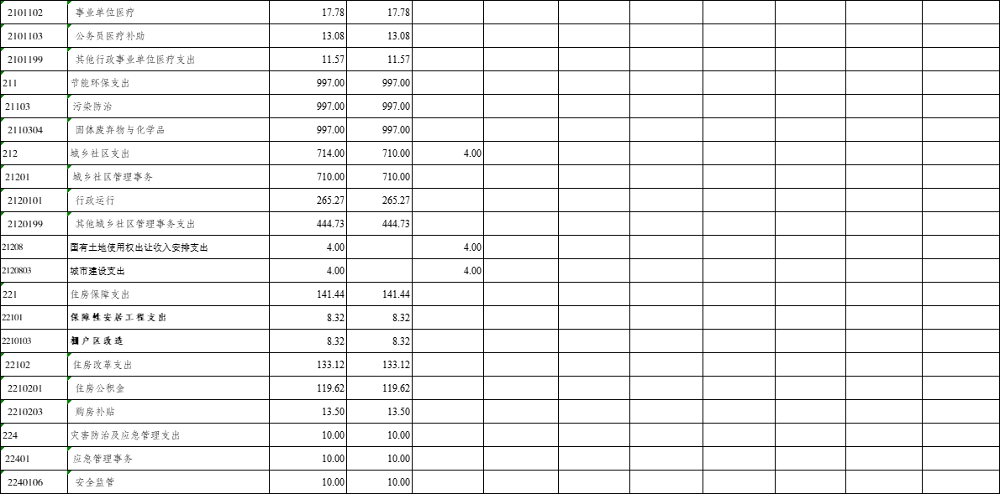 2101102 事业单位医疗 17.78 17.78
2101103 公务员医疗补助 13.08 13.08
2101199 其他行政事业单位医疗支出 11.57 11.57
211 节能环保支出 997.00 997.00
21103 污染防治 997.00 997.00
2110304 固体废弃物与化学品 997.00 997.00
212 城乡社区支出 714.00 710.00 4.00
21201 城乡社区管理事务 710.00 710.00
2120101 行政运行 265.27 265.27
2120199 其他城乡社区管理事务支出 444.73 444.73
21208 国有土地使用权出让收入安排支出 4.00 4.00
2120803 城市建设支出 4.00 4.00
221 住房保障支出 141.44 141.44
22101 保障性安居工程支出 8.32 8.32
2210103 棚户区改造 8.32 8.32
22102 住房改革支出 133.12 133.12
2210201 住房公积金 119.62 119.62
2210203 购房补贴 13.50 13.50
224 灾害防治及应急管理支出 10.00 10.00
22401 应急管理事务 10.00 10.00
2240106 安全监管 10.00 10.00